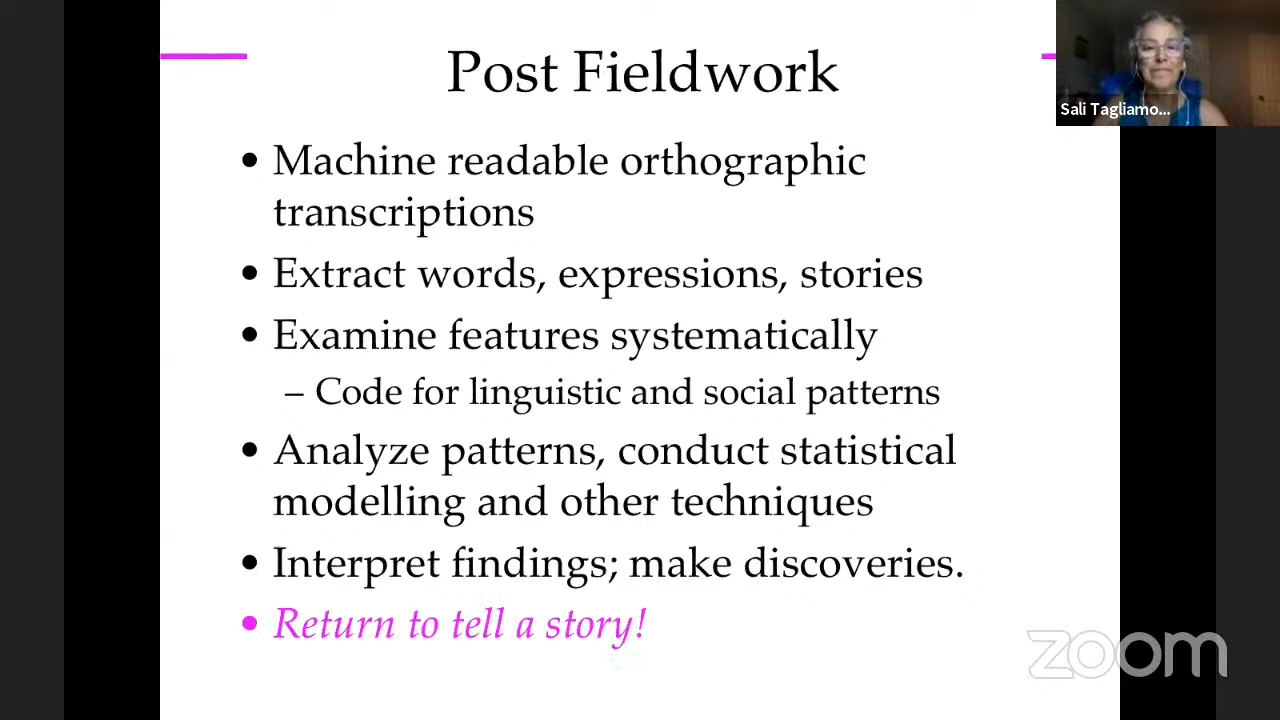 Post Fieldwork
Sali Tagliamo...
• Machine readable orthographic
transcriptions
• Extract words, expressions, stories
• Examine features systematically
– Code for linguistic and social patterns
• Analyze patterns, conduct statistical
modelling and other techniques
• Interpret findings; make discoveries.
• Return to tell a story!
zoom